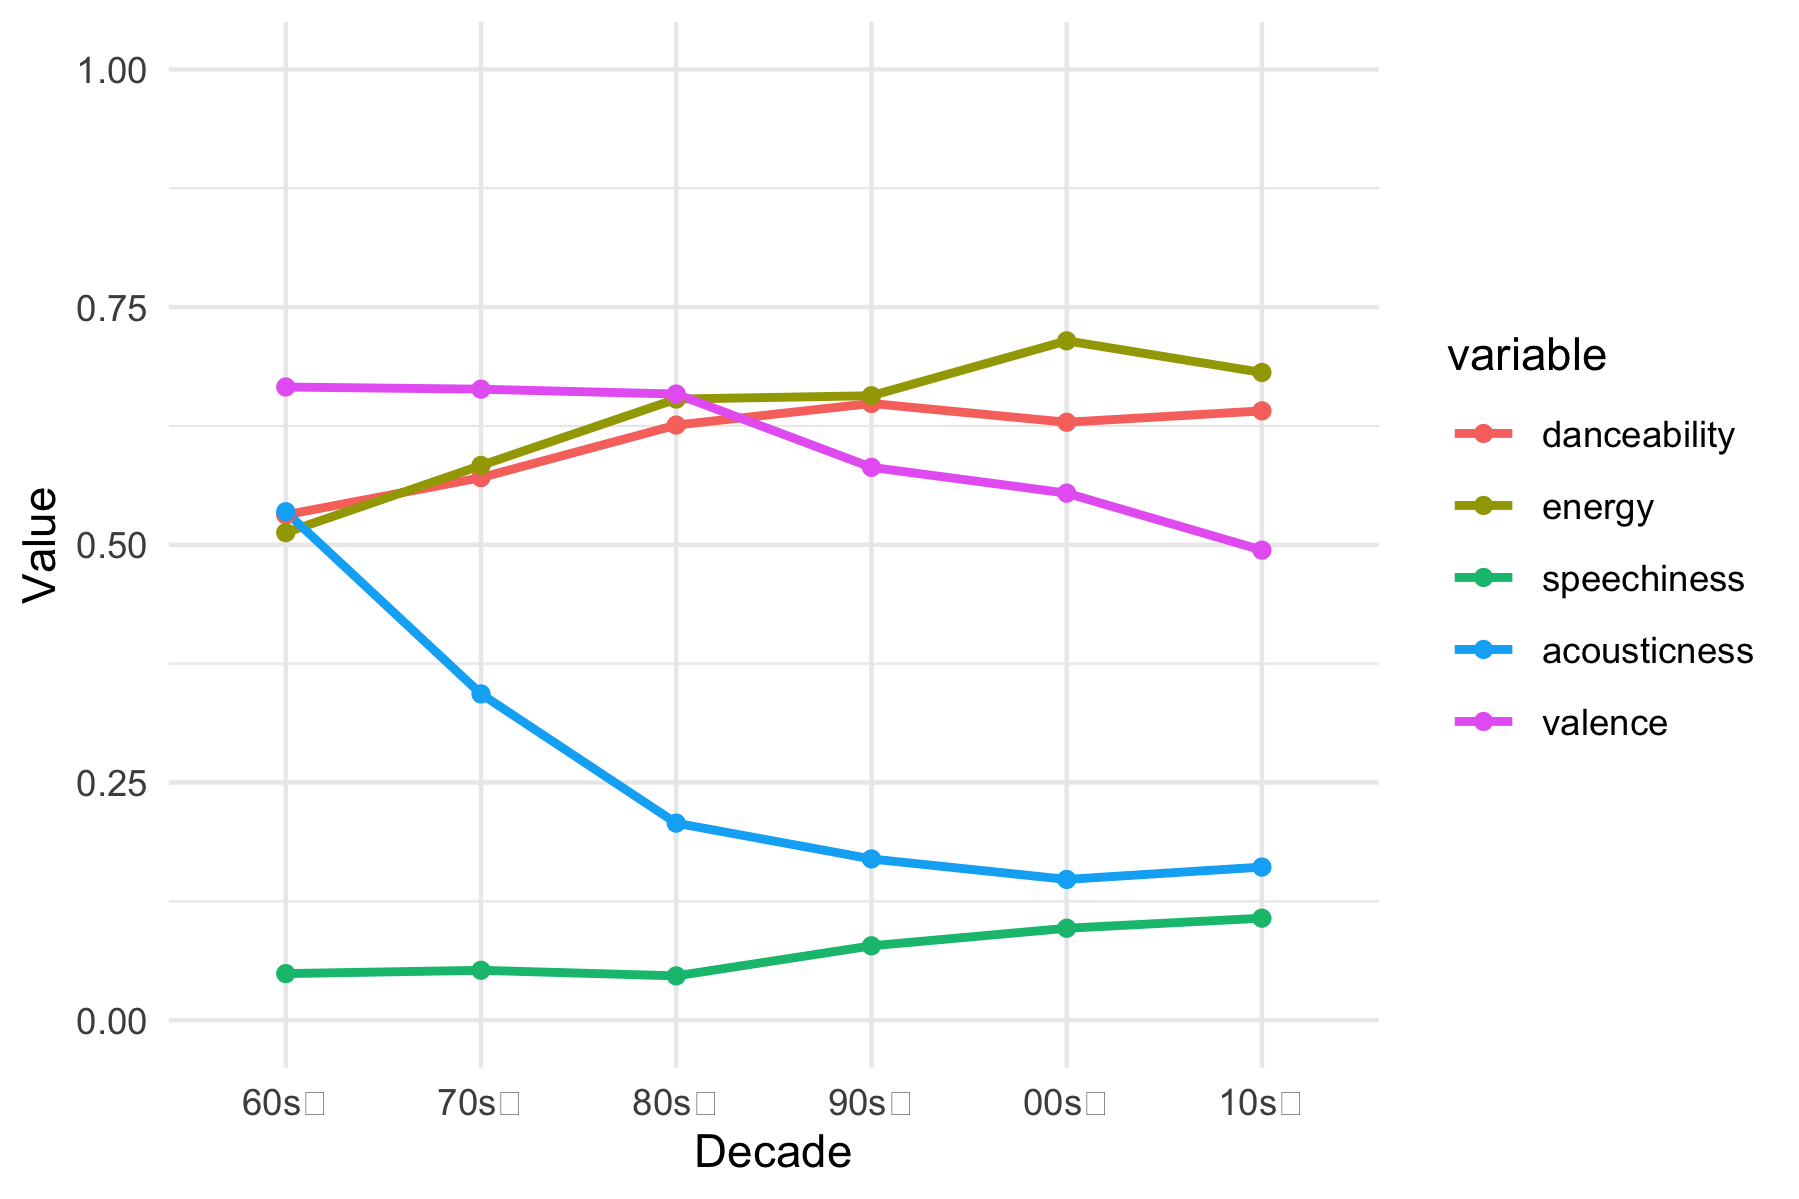 1.00
0.75
0.50
0.25
0.00
Value
60s□ 70s□ 80s□ 90s□ 00s□ 10s□
Decade
variable
danceability
energy
speechiness
acousticness
valence